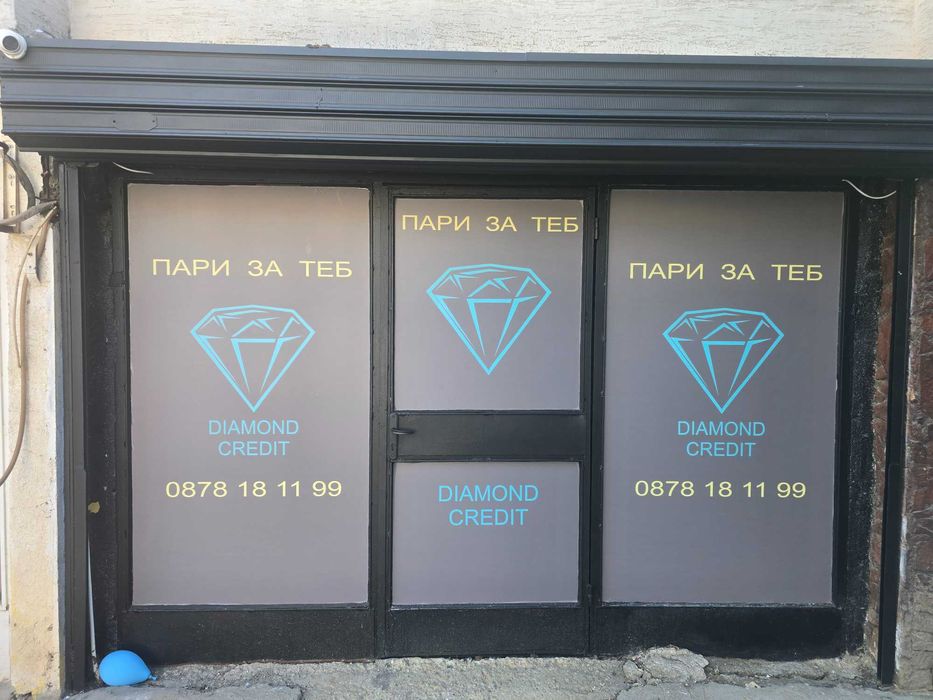 ПАРИ ЗА ТЕБ
DIAMOND
CREDIT
0878 18 11 99
ПАРИ ЗА ТЕБ
DIAMOND
CREDIT
ПАРИ ЗА ТЕБ
DIAMOND
CREDIT
0878 18 11 99